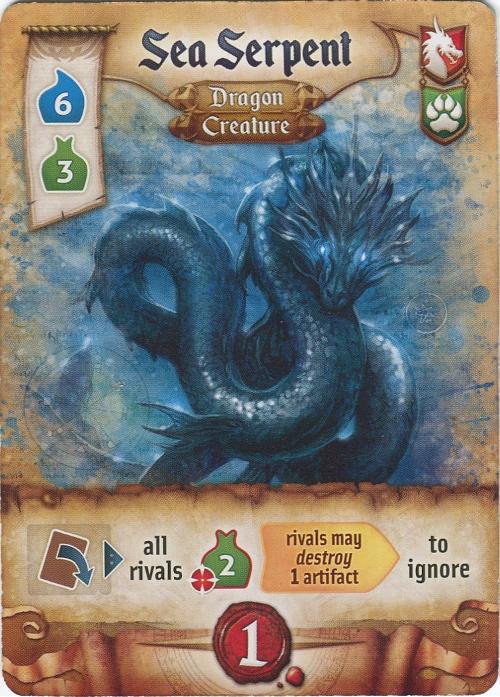 Sea Serpent
6
3
Dragon
Creature
all
rivals
2
rivals may
destroy
1 artifact
to
ignore
1